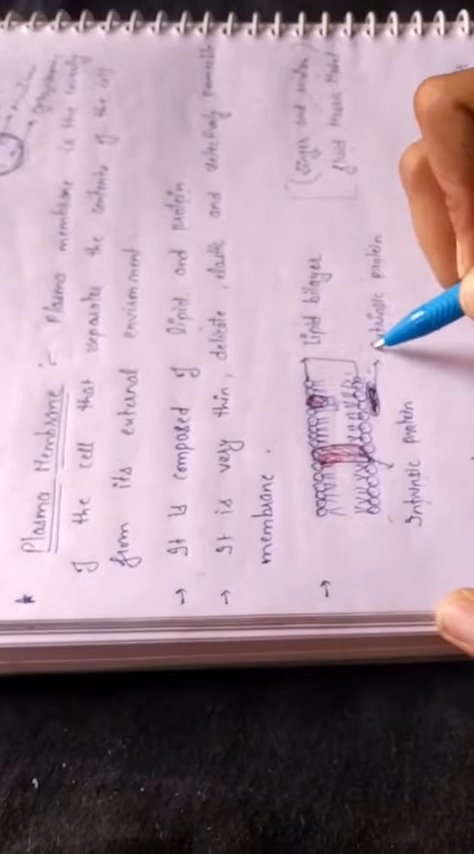 Plasma Membrane :- Plasma membrane is the
of the cell that separates the contents of the cell
from its external environment.
→ It is composed of lipid and protein
→ It is very thin, delicate, elastic and selectively
membrane.
→
Lipid bilayer
(Singer and
fluid Mosaic Model
protein
Intrinsic protein